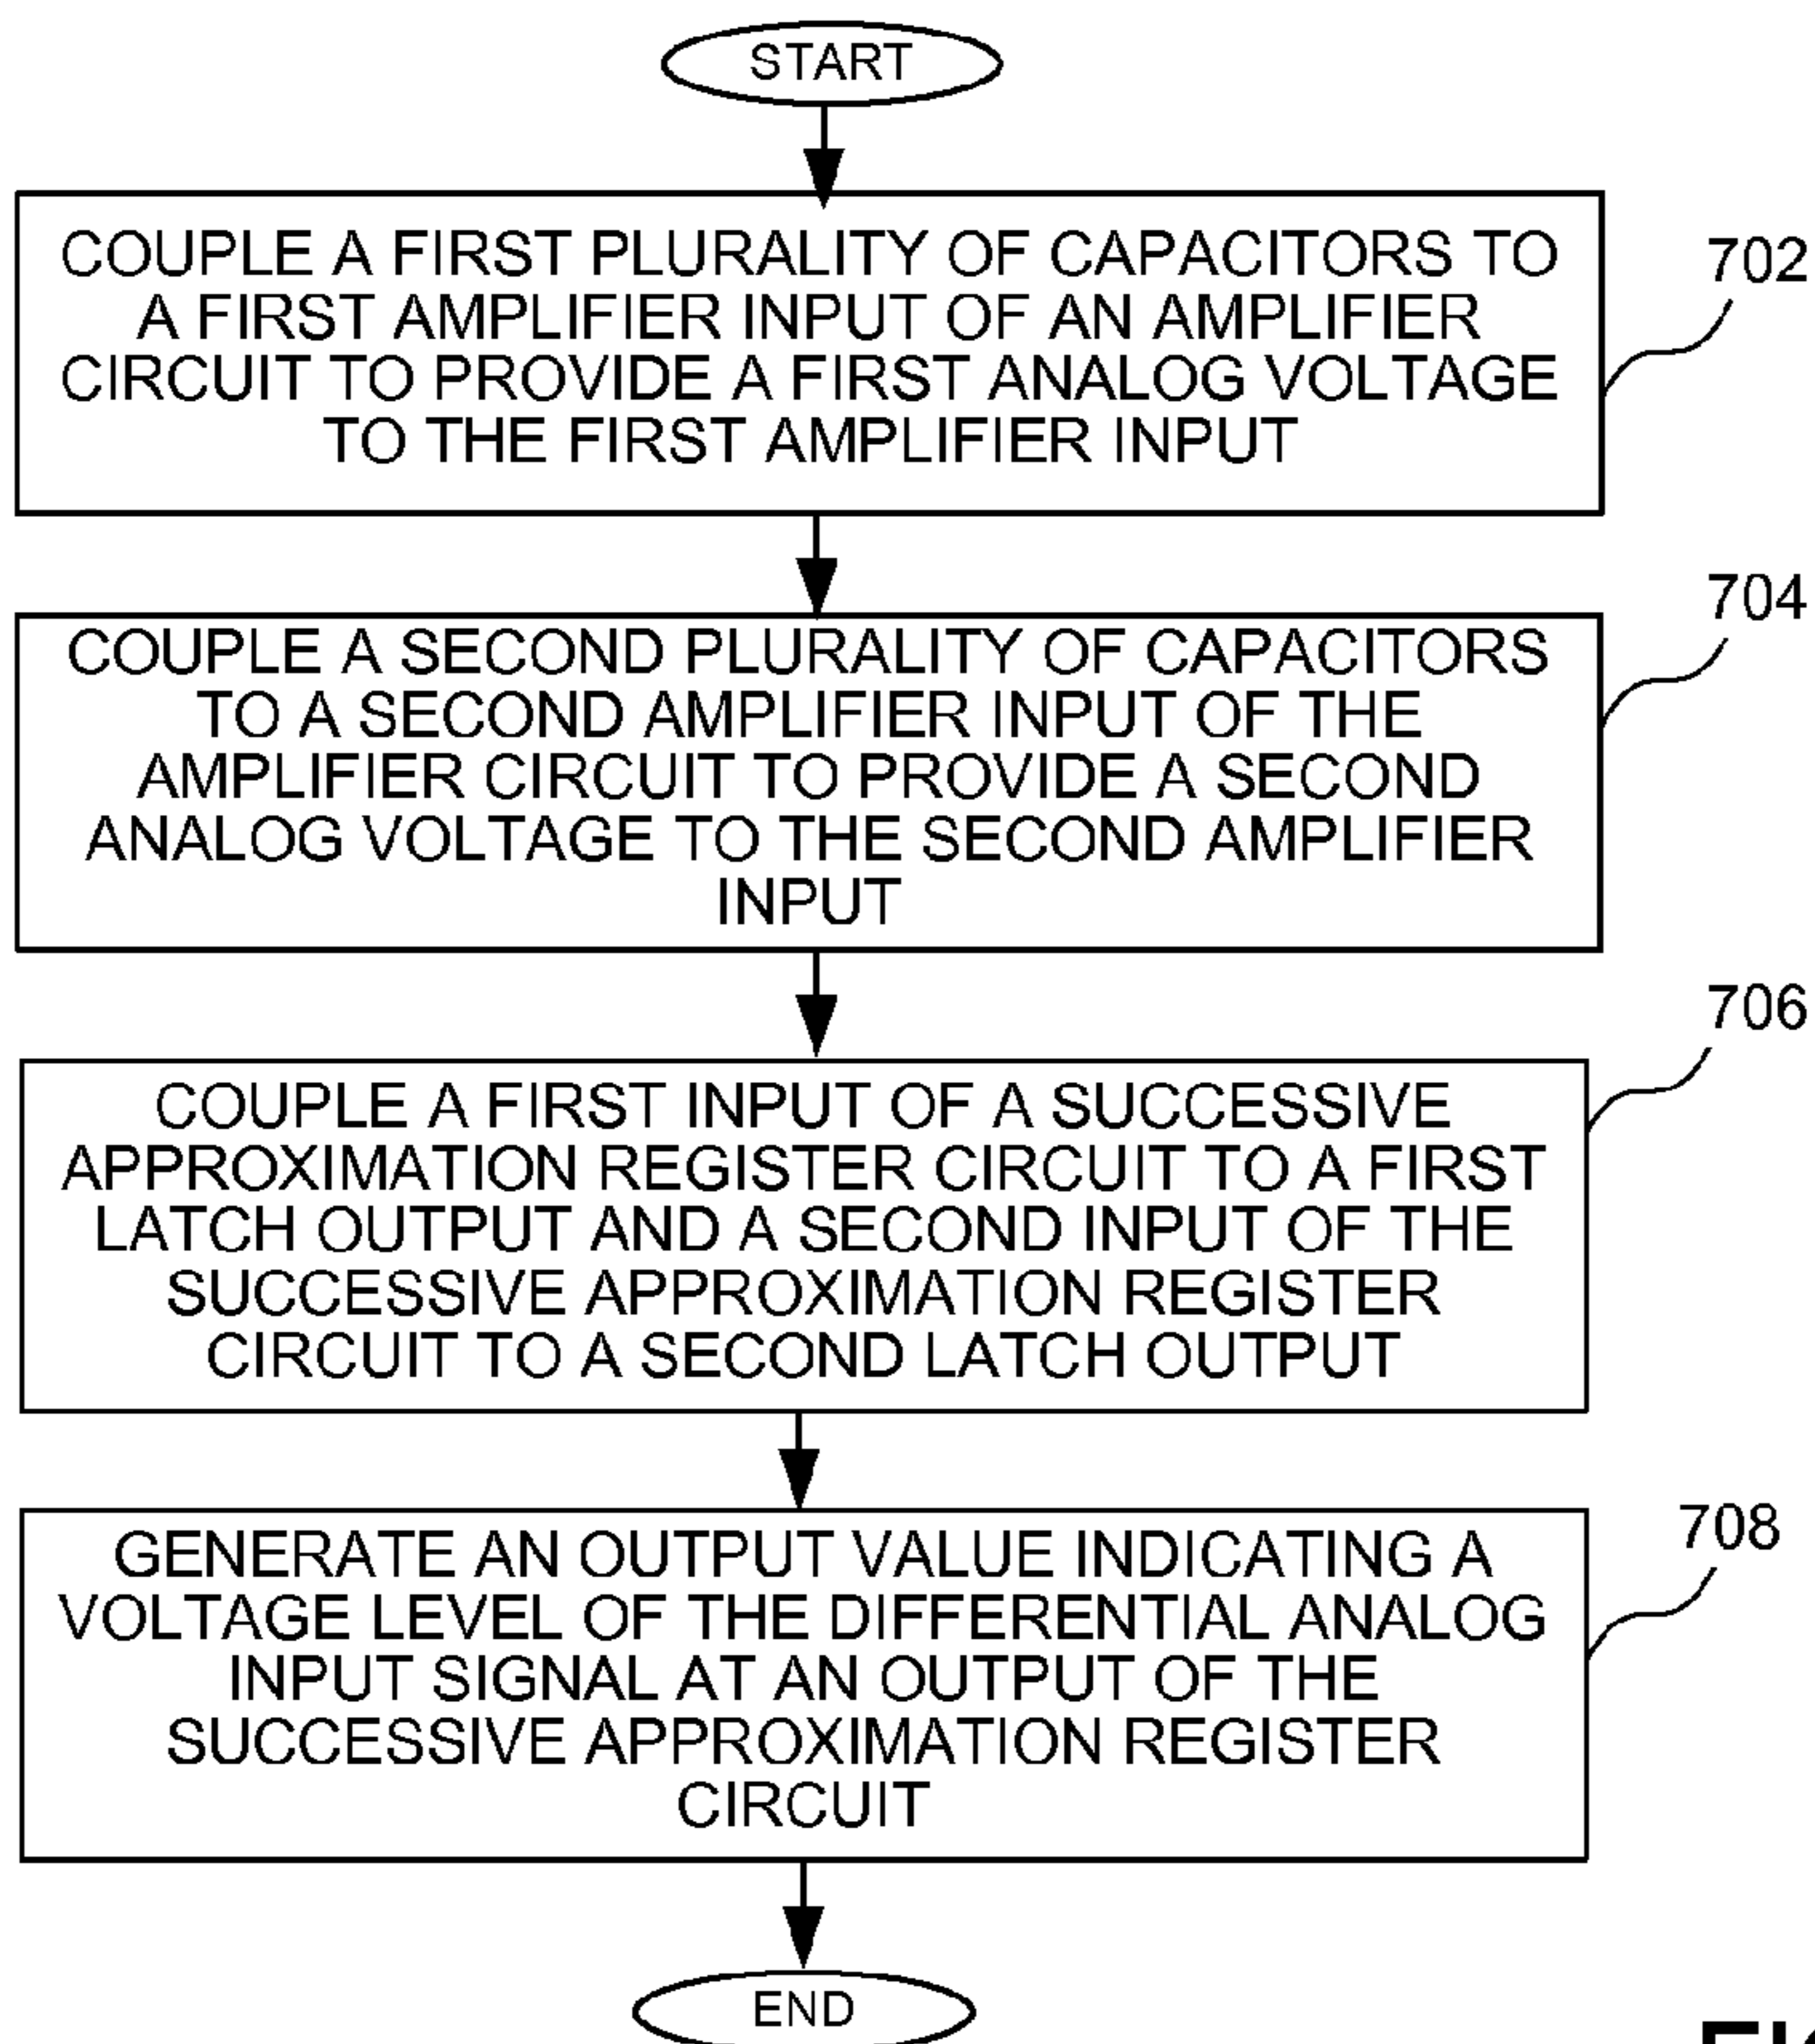 START
COUPLE A FIRST PLURALITY OF CAPACITORS TO
A FIRST AMPLIFIER INPUT OF AN AMPLIFIER
CIRCUIT TO PROVIDE A FIRST ANALOG VOLTAGE
TO THE FIRST AMPLIFIER INPUT
702
COUPLE A SECOND PLURALITY OF CAPACITORS
TO A SECOND AMPLIFIER INPUT OF THE
AMPLIFIER CIRCUIT TO PROVIDE A SECOND
ANALOG VOLTAGE TO THE SECOND AMPLIFIER
INPUT
704
COUPLE A FIRST INPUT OF A SUCCESSIVE
APPROXIMATION REGISTER CIRCUIT TO A FIRST
LATCH OUTPUT AND A SECOND INPUT OF THE
SUCCESSIVE APPROXIMATION REGISTER
CIRCUIT TO A SECOND LATCH OUTPUT
706
GENERATE AN OUTPUT VALUE INDICATING A
VOLTAGE LEVEL OF THE DIFFERENTIAL ANALOG
INPUT SIGNAL AT AN OUTPUT OF THE
SUCCESSIVE APPROXIMATION REGISTER
CIRCUIT
708
END